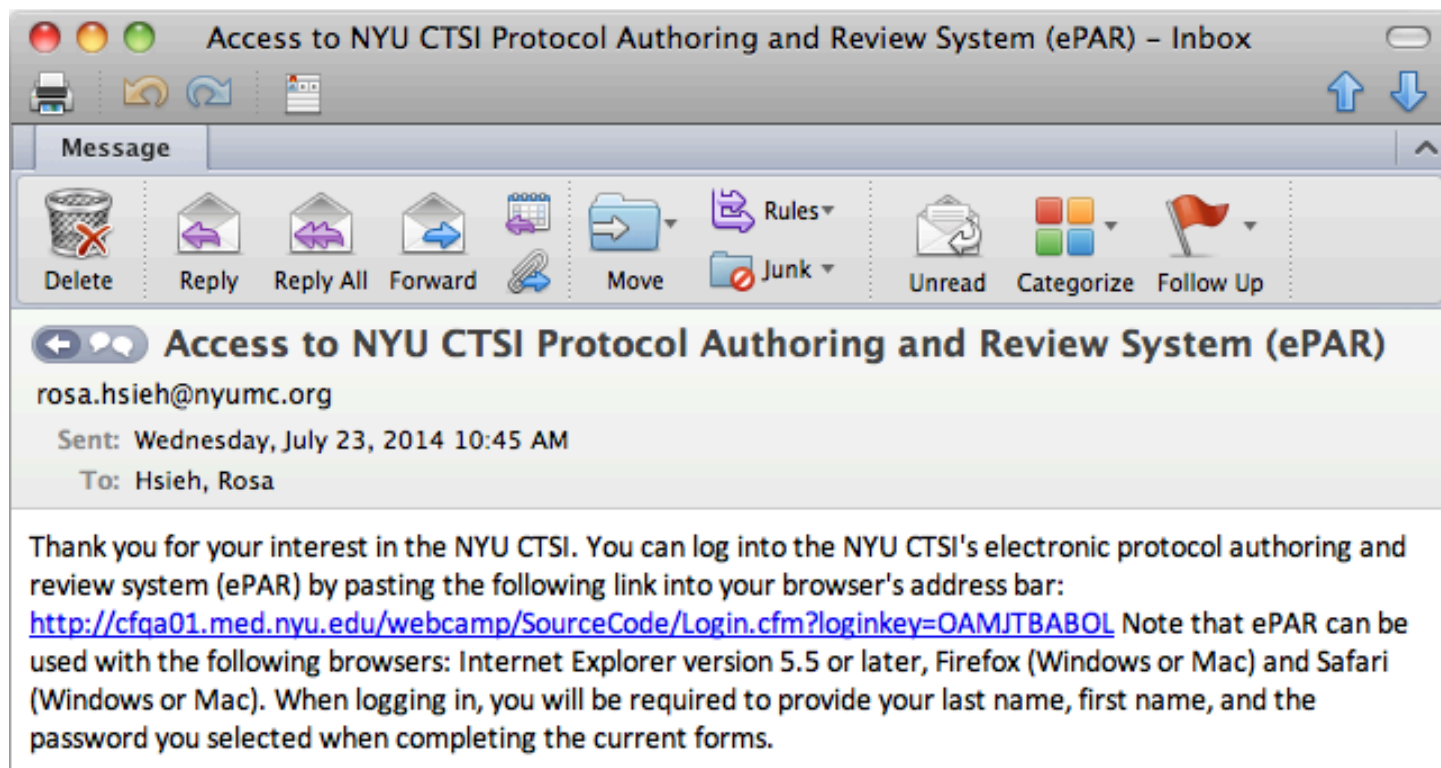 Access to NYU CTSI Protocol Authoring and Review System (ePAR) – Inbox
Message
Delete
Reply
Reply All
Forward
Move
Rules
Junk
Unread
Categorize
Follow Up
Access to NYU CTSI Protocol Authoring and Review System (ePAR)
rosa.hsieh@nyumc.org
Sent: Wednesday, July 23, 2014 10:45 AM
To: Hsieh, Rosa
Thank you for your interest in the NYU CTSI. You can log into the NYU CTSI's electronic protocol authoring and
review system (ePAR) by pasting the following link into your browser's address bar:
http://cfqa01.med.nyu.edu/webcamp/SourceCode/Login.cfm?loginkey=OAMJTBABOL Note that ePAR can be
used with the following browsers: Internet Explorer version 5.5 or later, Firefox (Windows or Mac) and Safari
(Windows or Mac). When logging in, you will be required to provide your last name, first name, and the
password you selected when completing the current forms.